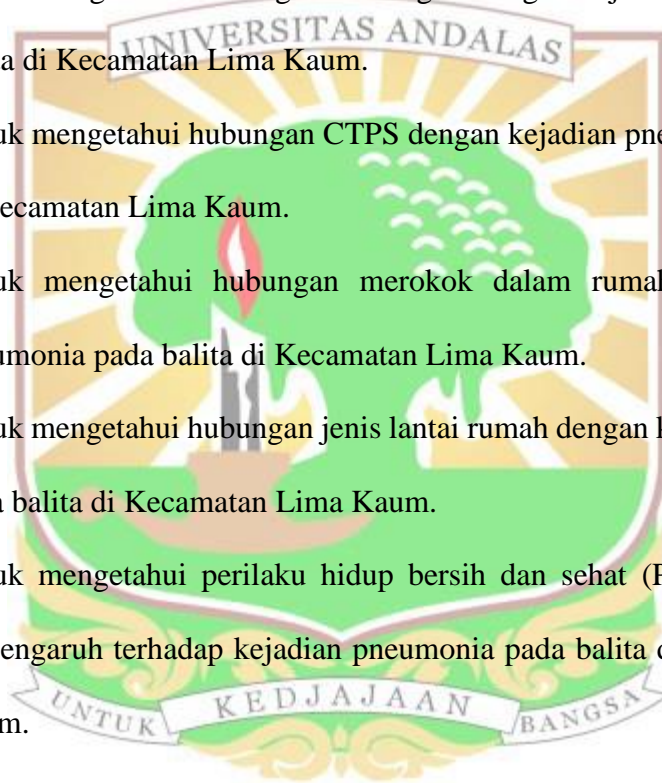 UNIVERSITAS ANDALAS
a di Kecamatan Lima Kaum.
uk mengetahui hubungan CTPS dengan kejadian pne
ecamatan Lima Kaum.
uk mengetahui hubungan merokok dalam rumal
umonia pada balita di Kecamatan Lima Kaum.
uk mengetahui hubungan jenis lantai rumah dengan k
a balita di Kecamatan Lima Kaum.
uk mengetahui perilaku hidup bersih dan sehat (P
engaruh terhadap kejadian pneumonia pada balita d
m.
UNTUK KEDJAJAAN BANGSA